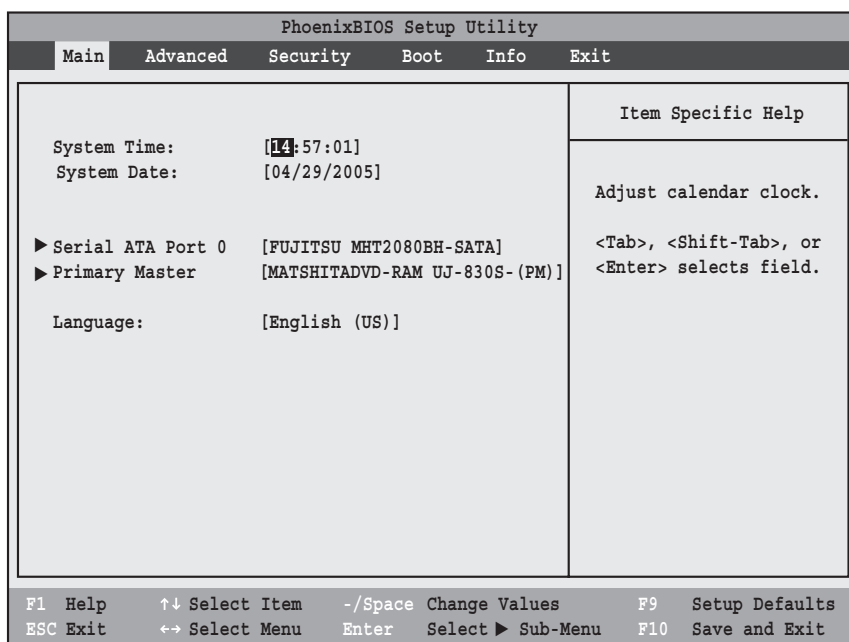 PhoenixBIOS Setup Utility
Main Advanced Security Boot Info Exit
Item Specific Help
System Time: [14:57:01]
System Date: [04/29/2005]
Adjust calendar clock.
<Tab>, <Shift-Tab>, or
<Enter> selects field.
▶ Serial ATA Port 0 [FUJITSU MHT2080BH-SATA]
▶ Primary Master [MATSHITADVD-RAM UJ-830S-(PM)]
Language: [English (US)]
F1 Help ↑↓ Select Item -/Space Change Values F9 Setup Defaults
ESC Exit ←→ Select Menu Enter Select ▶ Sub-Menu F10 Save and Exit